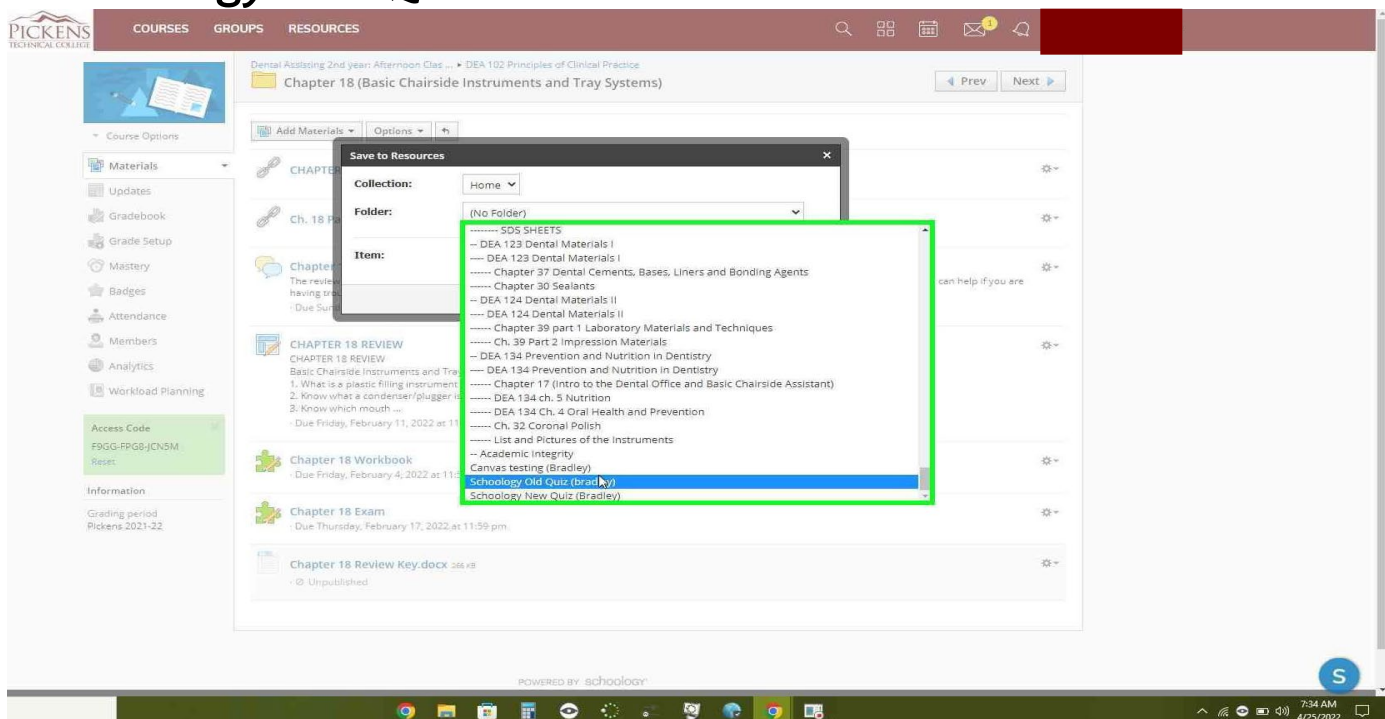 PICKENS
TECHNICAL COLLEGE
COURSES GROUPS RESOURCES
1
Dental Assisting 2nd year: Afternoon Clas ... ▸ DEA 102 Principles of Clinical Practice
Chapter 18 (Basic Chairside Instruments and Tray Systems)
Prev Next
Course Options
Add Materials Options
Materials
Updates
Gradebook
Grade Setup
Mastery
Badges
Attendance
Members
Analytics
Workload Planning
Access Code
F9GG-FPG8-JCN5M
Reset
Information
Grading period
Pickens 2021-22
Save to Resources ×
Collection: Home
Folder: (No Folder)
Item:
-------- SDS SHEETS
-- DEA 123 Dental Materials I
---- DEA 123 Dental Materials I
------ Chapter 37 Dental Cements, Bases, Liners and Bonding Agents
------ Chapter 30 Sealants
-- DEA 124 Dental Materials II
---- DEA 124 Dental Materials II
------ Chapter 39 part 1 Laboratory Materials and Techniques
------ Ch. 39 Part 2 Impression Materials
-- DEA 134 Prevention and Nutrition in Dentistry
---- DEA 134 Prevention and Nutrition in Dentistry
------ Chapter 17 (Intro to the Dental Office and Basic Chairside Assistant)
------ DEA 134 ch. 5 Nutrition
------ DEA 134 Ch. 4 Oral Health and Prevention
------ Ch. 32 Coronal Polish
------ List and Pictures of the Instruments
-- Academic Integrity
Canvas testing (Bradley)
Schoology Old Quiz (bradley)
Schoology New Quiz (Bradley)
CHAPTER
Ch. 18
Chapter
The review can help if you are
having
Due
CHAPTER 18 REVIEW
CHAPTER 18 REVIEW
Basic Chairside Instruments and
1. What is a plastic filling instrument
2. Know what a condenser/plugger
3. Know which mouth ...
Due Friday, February 11, 2022 at
Chapter 18 Workbook
Due Friday, February 4, 2022 at
Chapter 18 Exam
Due Thursday, February 17, 2022 at 11:59 pm
Chapter 18 Review Key.docx 266 KB
Unpublished
POWERED BY schoology
S
7:34 AM
4/25/2022